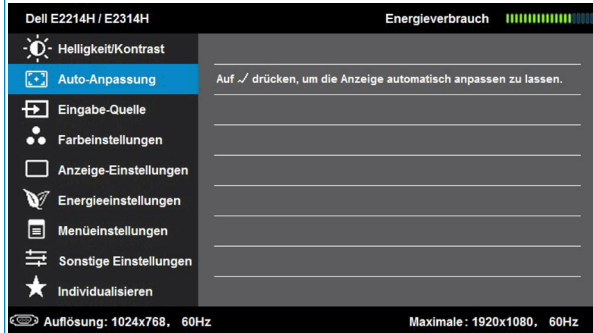 Dell E2214H / E2314H Energieverbrauch
Helligkeit/Kontrast
Auto-Anpassung Auf ✓ drücken, um die Anzeige automatisch anpassen zu lassen.
Eingabe-Quelle
Farbeinstellungen
Anzeige-Einstellungen
Energieeinstellungen
Menüeinstellungen
Sonstige Einstellungen
Individualisieren
Auflösung: 1024x768, 60Hz Maximale: 1920x1080, 60Hz